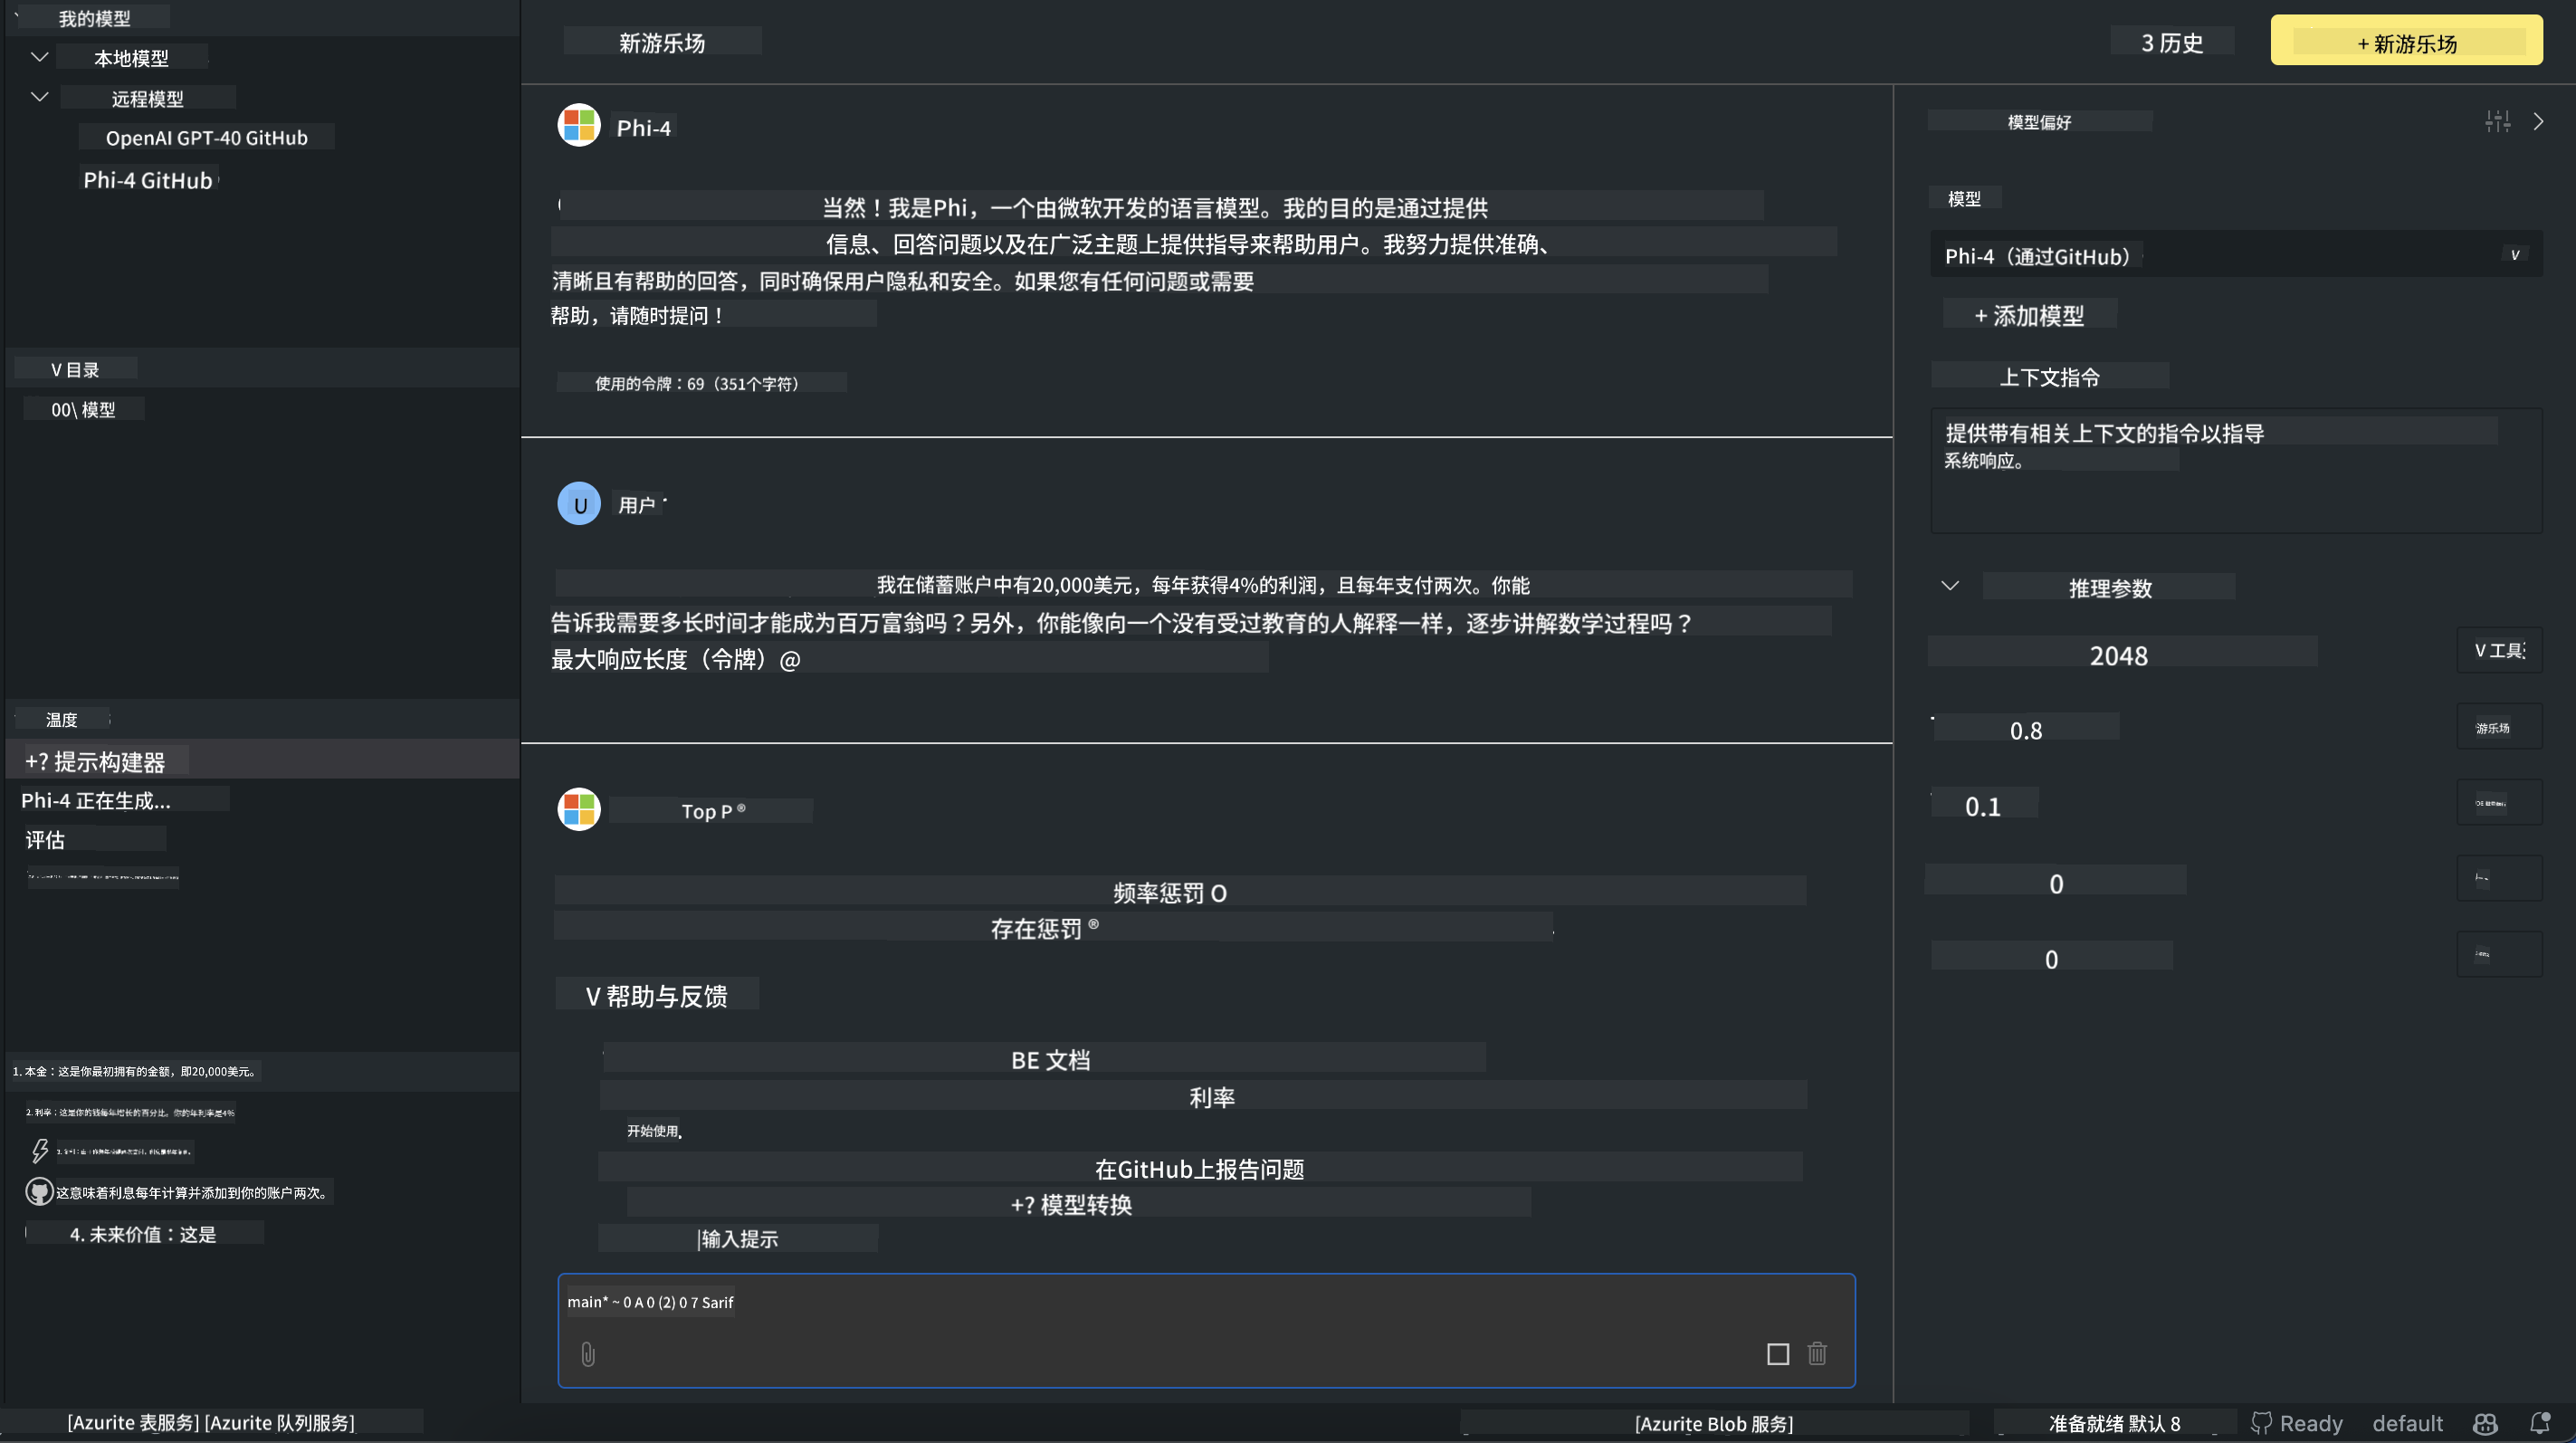 我的模型
本地模型
远程模型
OpenAI GPT-40 GitHub
Phi-4 GitHub
V 目录
00\ 模型
温度
+? 提示构建器
Phi-4 正在生成...
评估
1. 本金：这是你最初拥有的金额，即20,000美元。
2. 利率：这是你的钱每年增长的百分比。你的年利率是4%
这意味着利息每年计算并添加到你的账户两次。
4. 未来价值：这是
新游乐场
3 历史
+ 新游乐场
Phi-4
当然！我是Phi，一个由微软开发的语言模型。我的目的是通过提供
信息、回答问题以及在广泛主题上提供指导来帮助用户。我努力提供准确、
清晰且有帮助的回答，同时确保用户隐私和安全。如果您有任何问题或需要
帮助，请随时提问！
使用的令牌：69（351个字符）
U 用户
我在储蓄账户中有20,000美元，每年获得4%的利润，且每年支付两次。你能
告诉我需要多长时间才能成为百万富翁吗？另外，你能像向一个没有受过教育的人解释一样，逐步讲解数学过程吗？
最大响应长度（令牌）@
Top P ®
频率惩罚 O
存在惩罚 ®
V 帮助与反馈
BE 文档
利率
开始使用
在GitHub上报告问题
+? 模型转换
|输入提示
main* ~ 0 A 0 (2) 0 7 Sarif
模型偏好
模型
Phi-4（通过GitHub）
v
+ 添加模型
上下文指令
提供带有相关上下文的指令以指导
系统响应。
推理参数
2048
V 工具
0.8
游乐场
0.1
0
0
[Azurite 表服务] [Azurite 队列服务]
[Azurite Blob 服务]
准备就绪 默认 8
Ready
default